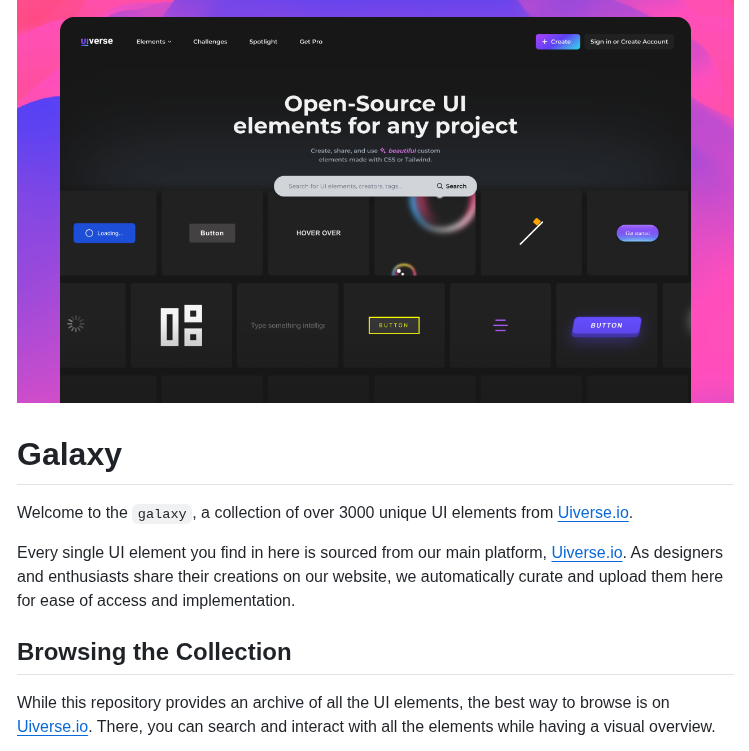 uiverse Elements Challenges Spotlight Get Pro + Create Sign in or Create Account
Open-Source UI
elements for any project
Create, share, and use beautiful custom
elements made with CSS or Tailwind.
Search for UI elements, creators, tags... Search
Loading... Button HOVER OVER Get started
Type something intelligent BUTTON BUTTON
Galaxy
Welcome to the galaxy, a collection of over 3000 unique UI elements from Uiverse.io.
Every single UI element you find in here is sourced from our main platform, Uiverse.io. As designers
and enthusiasts share their creations on our website, we automatically curate and upload them here
for ease of access and implementation.
Browsing the Collection
While this repository provides an archive of all the UI elements, the best way to browse is on
Uiverse.io. There, you can search and interact with all the elements while having a visual overview.